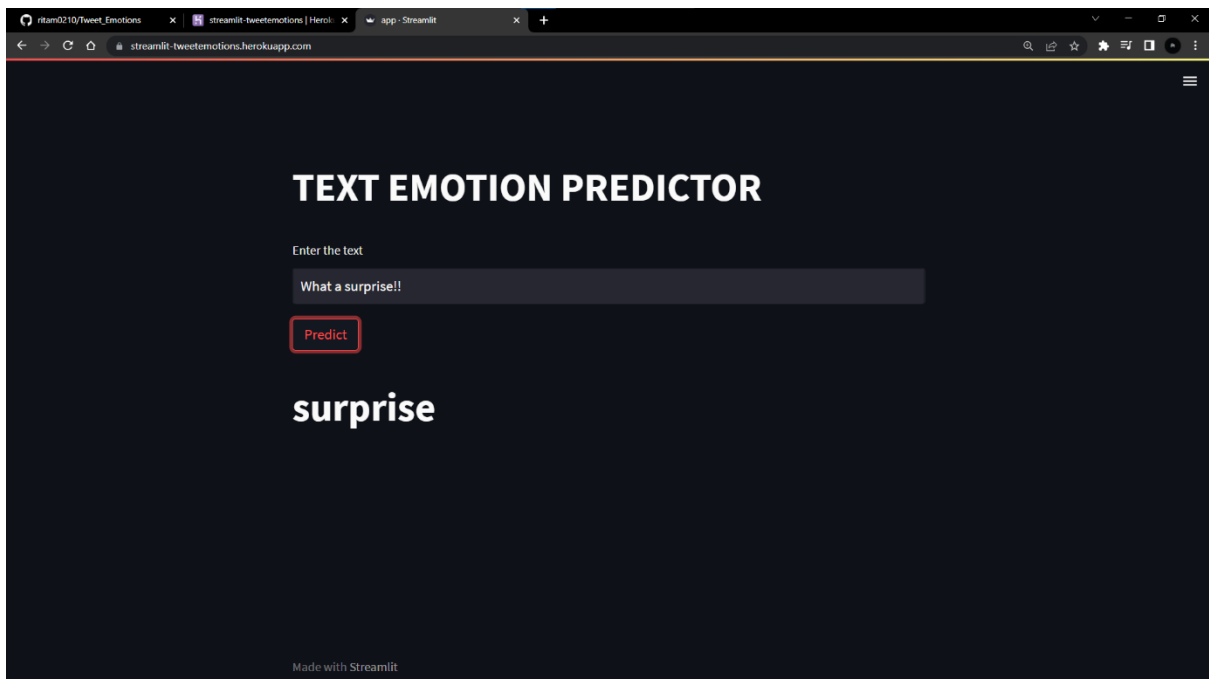 ritam0210/Tweet_Emotions
streamlit-tweetemotions | Herok
app · Streamlit
streamlit-tweetemotions.herokuapp.com
TEXT EMOTION PREDICTOR
Enter the text
What a surprise!!
Predict
surprise
Made with Streamlit